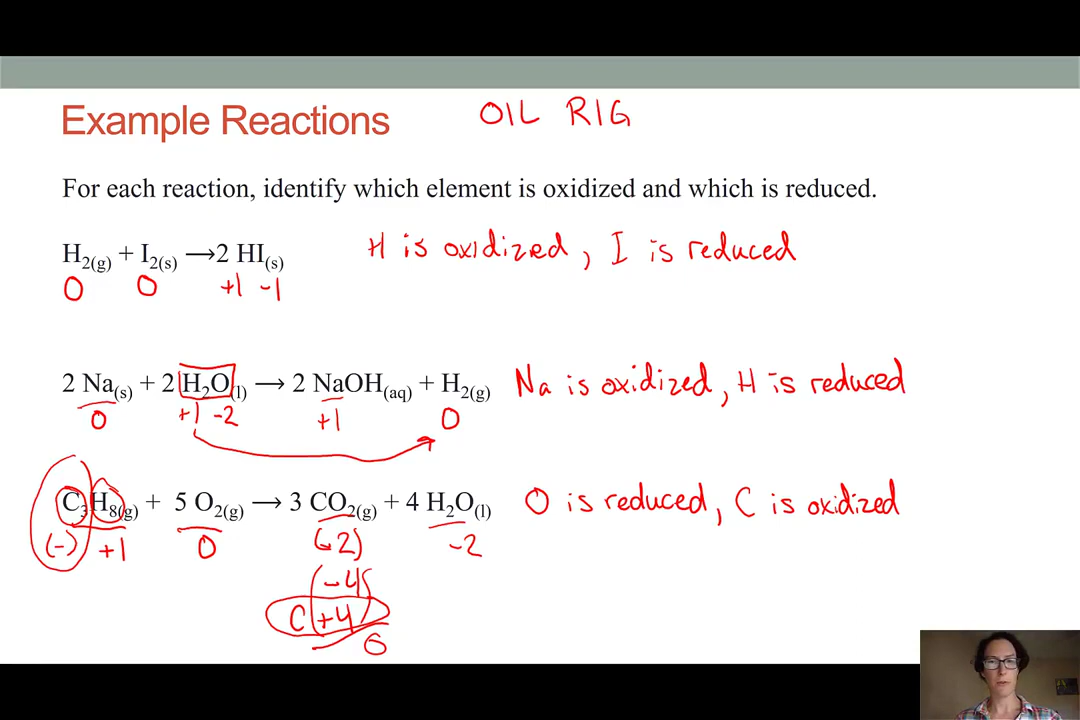 Example Reactions OIL RIG
For each reaction, identify which element is oxidized and which is reduced.
H₂(g) + I₂(s) ⟶2 HI(s) H is oxidized, I is reduced
0 0 +1 -1
2 Na(s) + 2 H₂O(l) ⟶ 2 NaOH(aq) + H₂(g) Na is oxidized, H is reduced
0 +1 -2 +1 0
C₃H₈(g) + 5 O₂(g) ⟶ 3 CO₂(g) + 4 H₂O(l) O is reduced, C is oxidized
(-) +1 0 (-2) -2
(-4)
C +4
0